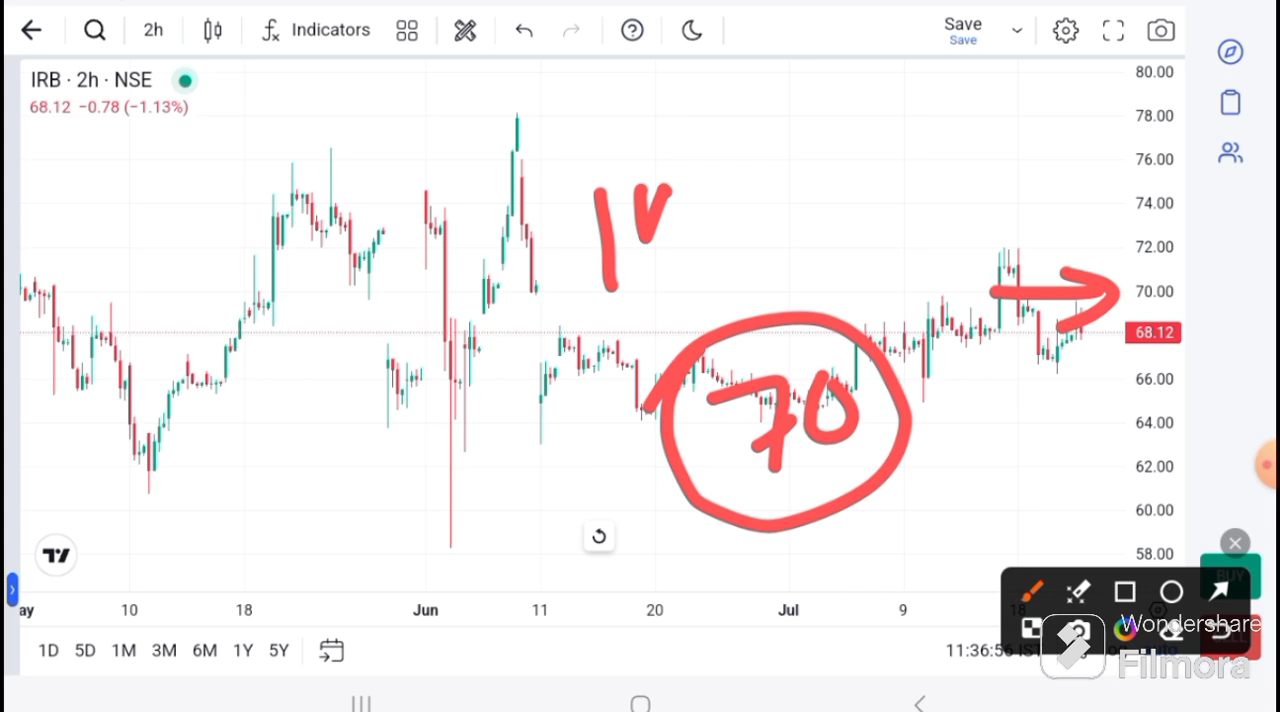 2h
Indicators
Save
Save
IRB · 2h · NSE
68.12 −0.78 (−1.13%)
80.00
78.00
76.00
74.00
72.00
70.00
68.12
66.00
64.00
62.00
60.00
58.00
70
10
18
Jun
11
20
Jul
9
18
1D 5D 1M 3M 6M 1Y 5Y
Wondershare
Filmora